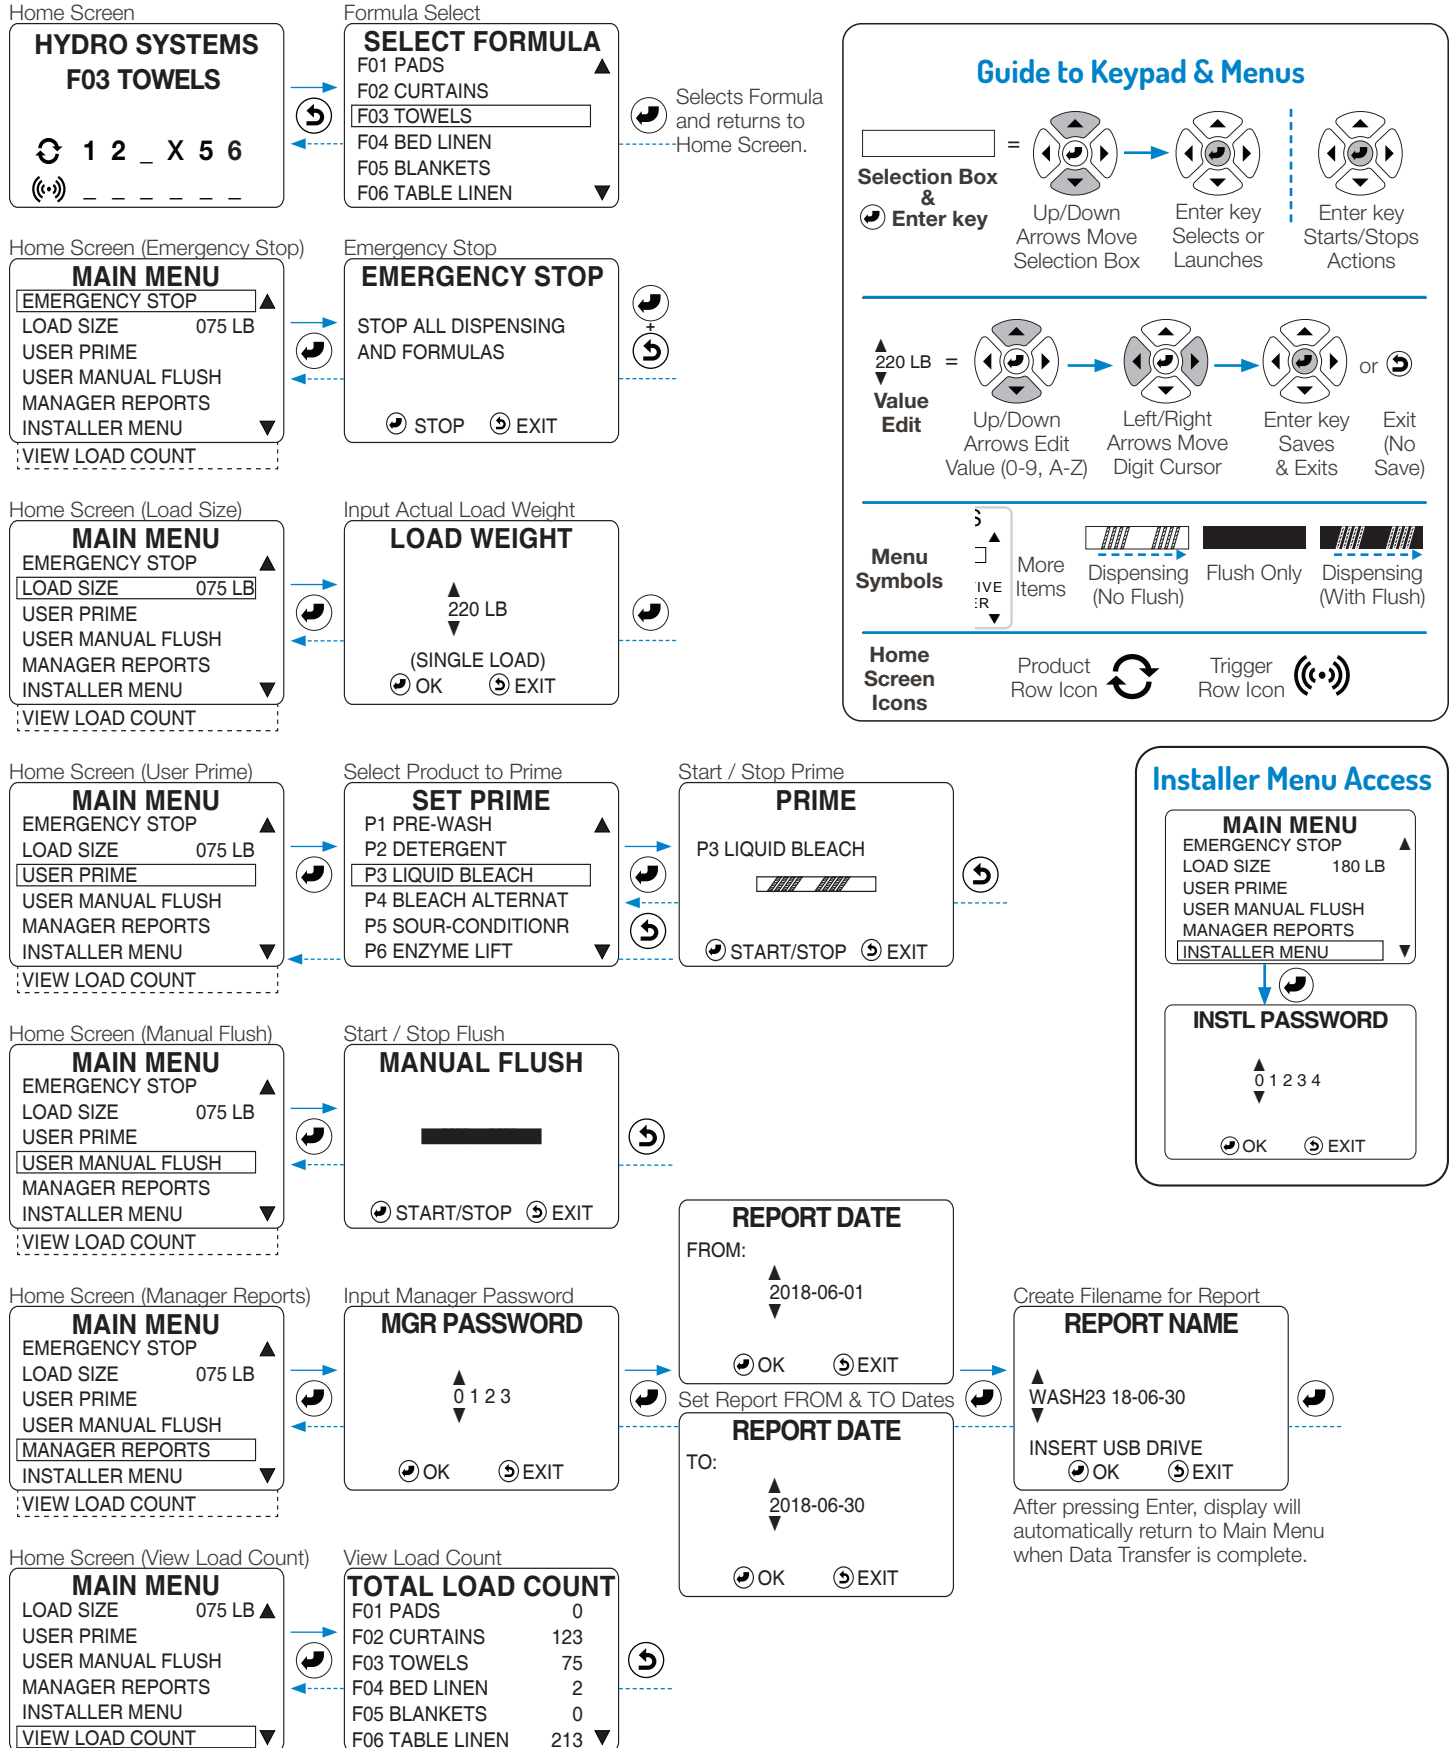 Home Screen
HYDRO SYSTEMS
F03 TOWELS
1 2 _ X 5 6
_ _ _ _ _ _
Formula Select
SELECT FORMULA
F01 PADS
F02 CURTAINS
F03 TOWELS
F04 BED LINEN
F05 BLANKETS
F06 TABLE LINEN
Selects Formula
and returns to
Home Screen.
Home Screen (Emergency Stop)
MAIN MENU
EMERGENCY STOP
LOAD SIZE 075 LB
USER PRIME
USER MANUAL FLUSH
MANAGER REPORTS
INSTALLER MENU
VIEW LOAD COUNT
Emergency Stop
EMERGENCY STOP
STOP ALL DISPENSING
AND FORMULAS
STOP EXIT
+
Home Screen (Load Size)
MAIN MENU
EMERGENCY STOP
LOAD SIZE 075 LB
USER PRIME
USER MANUAL FLUSH
MANAGER REPORTS
INSTALLER MENU
VIEW LOAD COUNT
Input Actual Load Weight
LOAD WEIGHT
220 LB
(SINGLE LOAD)
OK EXIT
Guide to Keypad & Menus
=
Selection Box
&
Enter key
Up/Down
Arrows Move
Selection Box
Enter key
Selects or
Launches
Enter key
Starts/Stops
Actions
220 LB =
Value
Edit
Up/Down
Arrows Edit
Value (0-9, A-Z)
Left/Right
Arrows Move
Digit Cursor
Enter key
Saves
& Exits
or
Exit
(No
Save)
Menu
Symbols
S
IVE
ER
More
Items
Dispensing
(No Flush)
Flush Only
Dispensing
(With Flush)
Home
Screen
Icons
Product
Row Icon
Trigger
Row Icon
Home Screen (User Prime)
MAIN MENU
EMERGENCY STOP
LOAD SIZE 075 LB
USER PRIME
USER MANUAL FLUSH
MANAGER REPORTS
INSTALLER MENU
VIEW LOAD COUNT
Select Product to Prime
SET PRIME
P1 PRE-WASH
P2 DETERGENT
P3 LIQUID BLEACH
P4 BLEACH ALTERNAT
P5 SOUR-CONDITIONR
P6 ENZYME LIFT
Start / Stop Prime
PRIME
P3 LIQUID BLEACH
START/STOP EXIT
Installer Menu Access
MAIN MENU
EMERGENCY STOP
LOAD SIZE 180 LB
USER PRIME
USER MANUAL FLUSH
MANAGER REPORTS
INSTALLER MENU
INSTL PASSWORD
0 1 2 3 4
OK EXIT
Home Screen (Manual Flush)
MAIN MENU
EMERGENCY STOP
LOAD SIZE 075 LB
USER PRIME
USER MANUAL FLUSH
MANAGER REPORTS
INSTALLER MENU
VIEW LOAD COUNT
Start / Stop Flush
MANUAL FLUSH
START/STOP EXIT
Home Screen (Manager Reports)
MAIN MENU
EMERGENCY STOP
LOAD SIZE 075 LB
USER PRIME
USER MANUAL FLUSH
MANAGER REPORTS
INSTALLER MENU
VIEW LOAD COUNT
Input Manager Password
MGR PASSWORD
0 1 2 3
OK EXIT
REPORT DATE
FROM:
2018-06-01
OK EXIT
Set Report FROM & TO Dates
REPORT DATE
TO:
2018-06-30
OK EXIT
Create Filename for Report
REPORT NAME
WASH23 18-06-30
INSERT USB DRIVE
OK EXIT
After pressing Enter, display will
automatically return to Main Menu
when Data Transfer is complete.
Home Screen (View Load Count)
MAIN MENU
LOAD SIZE 075 LB
USER PRIME
USER MANUAL FLUSH
MANAGER REPORTS
INSTALLER MENU
VIEW LOAD COUNT
View Load Count
TOTAL LOAD COUNT
F01 PADS 0
F02 CURTAINS 123
F03 TOWELS 75
F04 BED LINEN 2
F05 BLANKETS 0
F06 TABLE LINEN 213